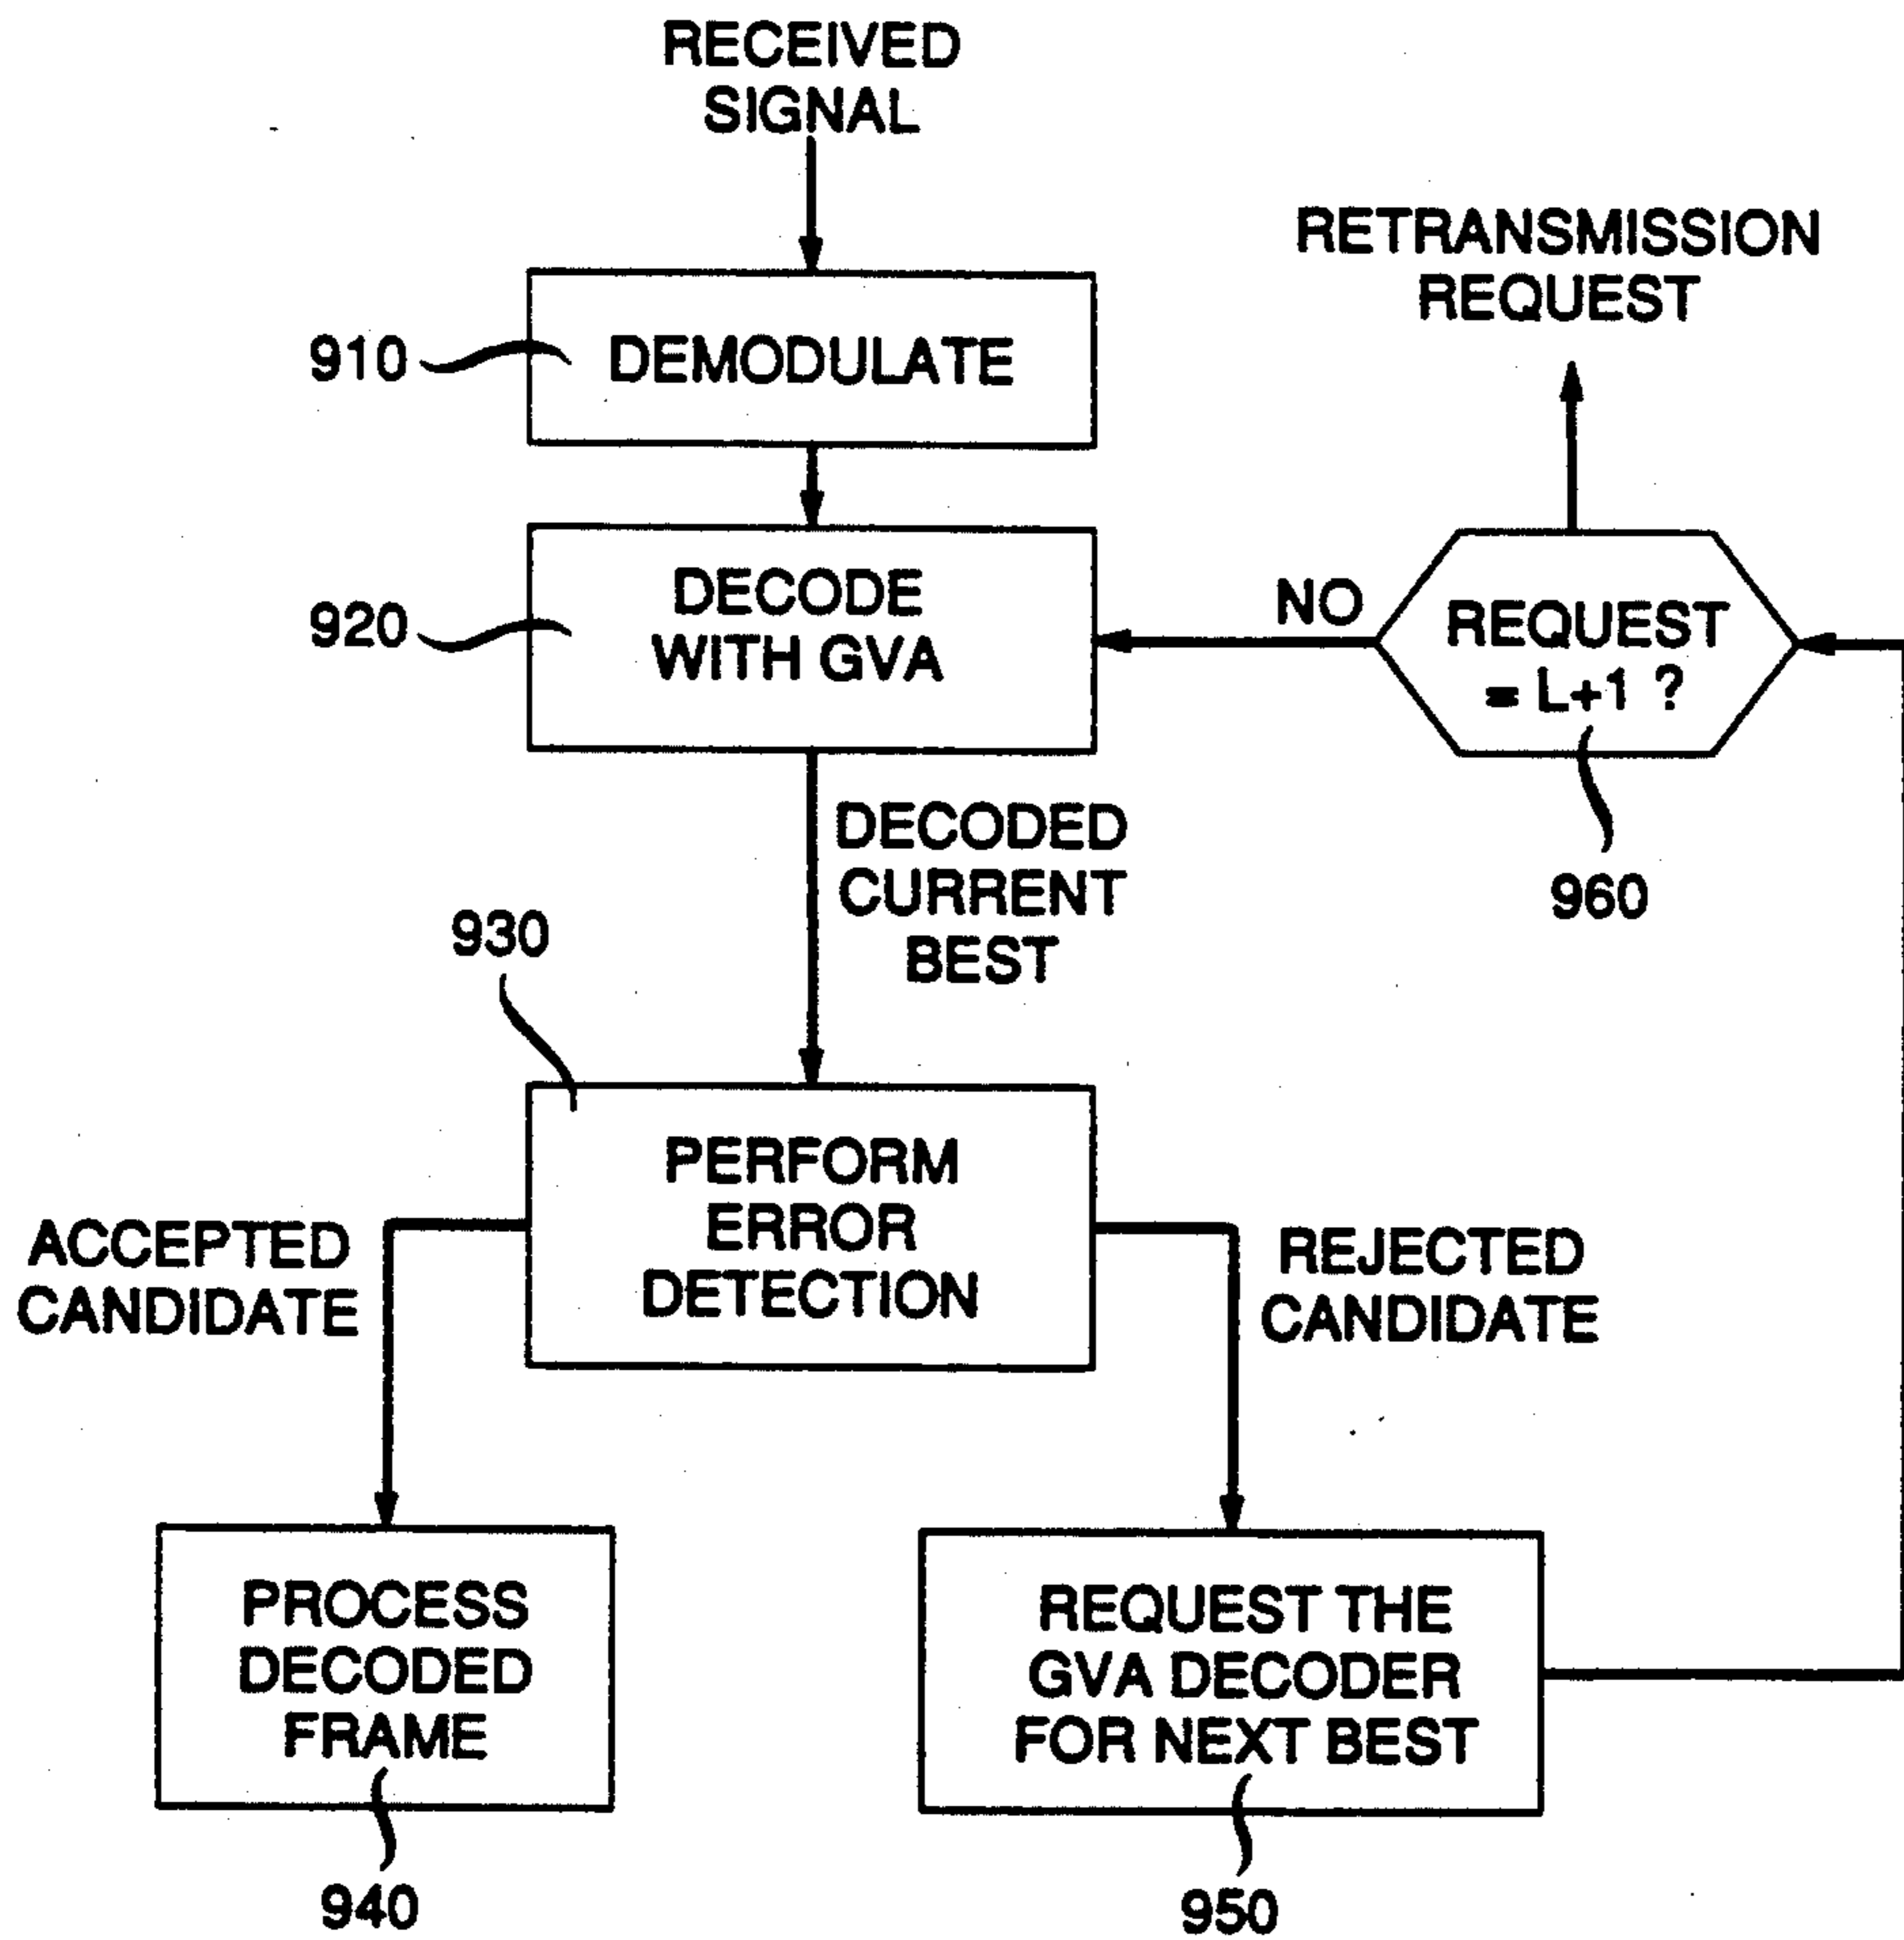 RECEIVED
SIGNAL
RETRANSMISSION
REQUEST
910
DEMODULATE
920
DECODE
WITH GVA
NO
REQUEST
= L+1 ?
960
DECODED
CURRENT
BEST
930
PERFORM
ERROR
DETECTION
ACCEPTED
CANDIDATE
REJECTED
CANDIDATE
PROCESS
DECODED
FRAME
940
REQUEST THE
GVA DECODER
FOR NEXT BEST
950